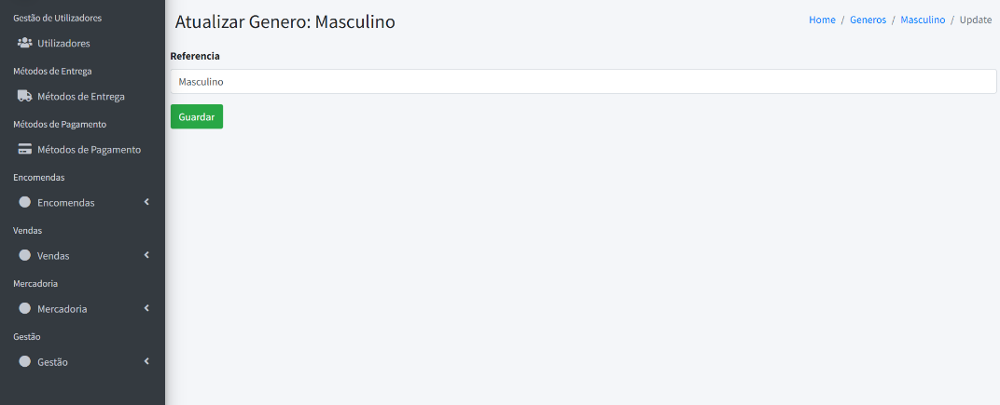 Gestão de Utilizadores
Utilizadores
Métodos de Entrega
Métodos de Entrega
Métodos de Pagamento
Métodos de Pagamento
Encomendas
Encomendas
Vendas
Vendas
Mercadoria
Mercadoria
Gestão
Gestão
Atualizar Genero: Masculino
Home / Generos / Masculino / Update
Referencia
Masculino
Guardar